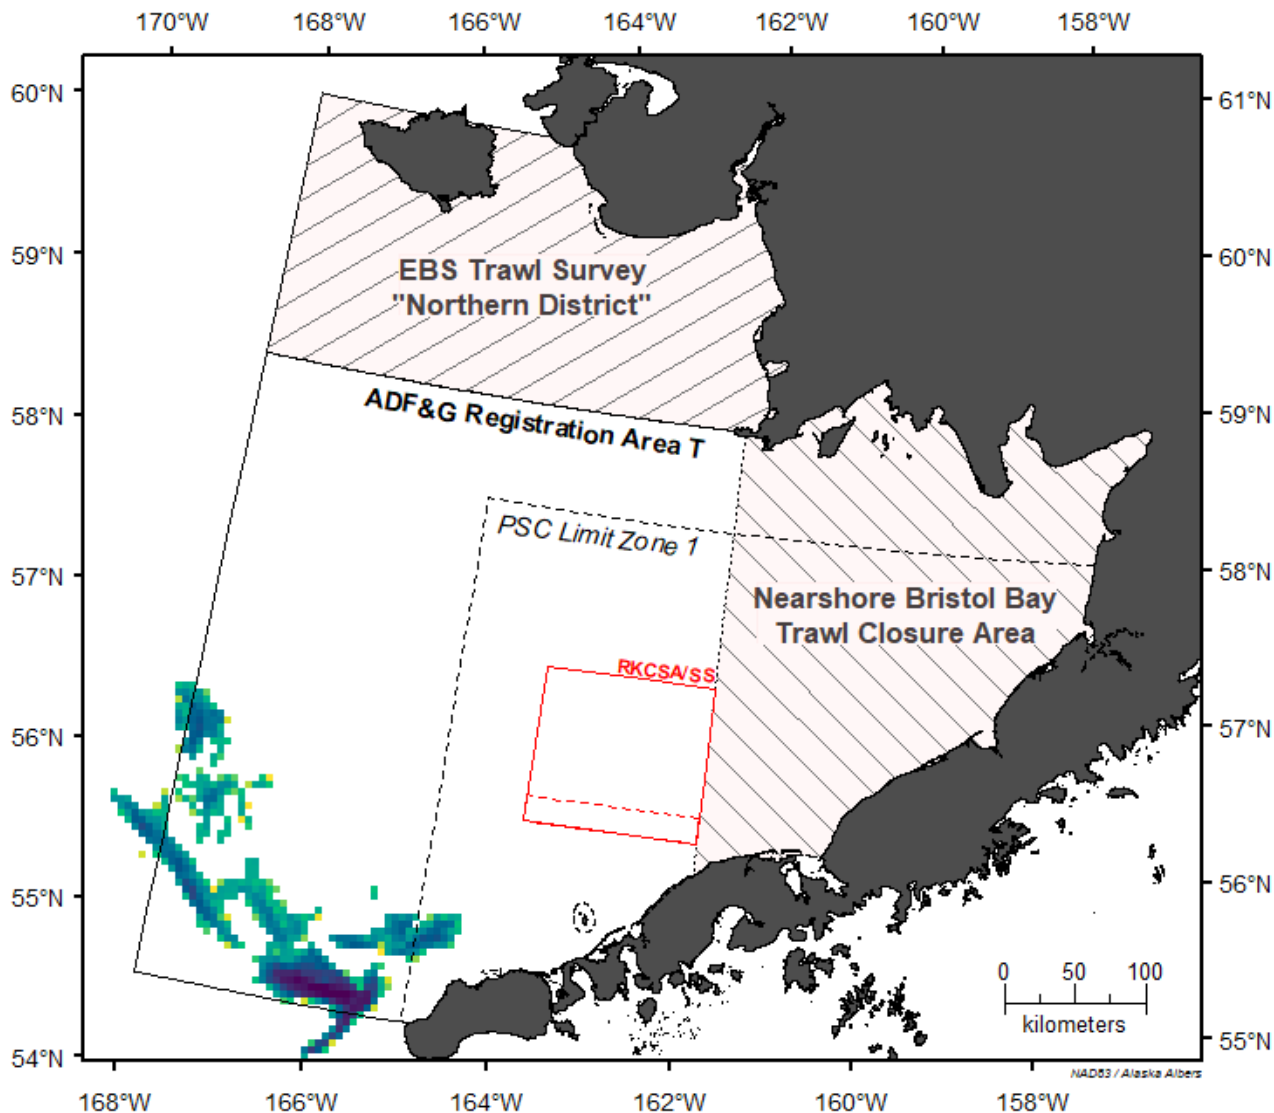 170°W 168°W 166°W 164°W 162°W 160°W 158°W
60°N 61°N
59°N 60°N
EBS Trawl Survey
"Northern District"
58°N 59°N
ADF&G Registration Area T
PSC Limit Zone 1
57°N 58°N
Nearshore Bristol Bay
Trawl Closure Area
RKCSA/SS
56°N 57°N
55°N 56°N
0 50 100
kilometers
54°N 55°N
NAD83 / Alaska Albers
168°W 166°W 164°W 162°W 160°W 158°W